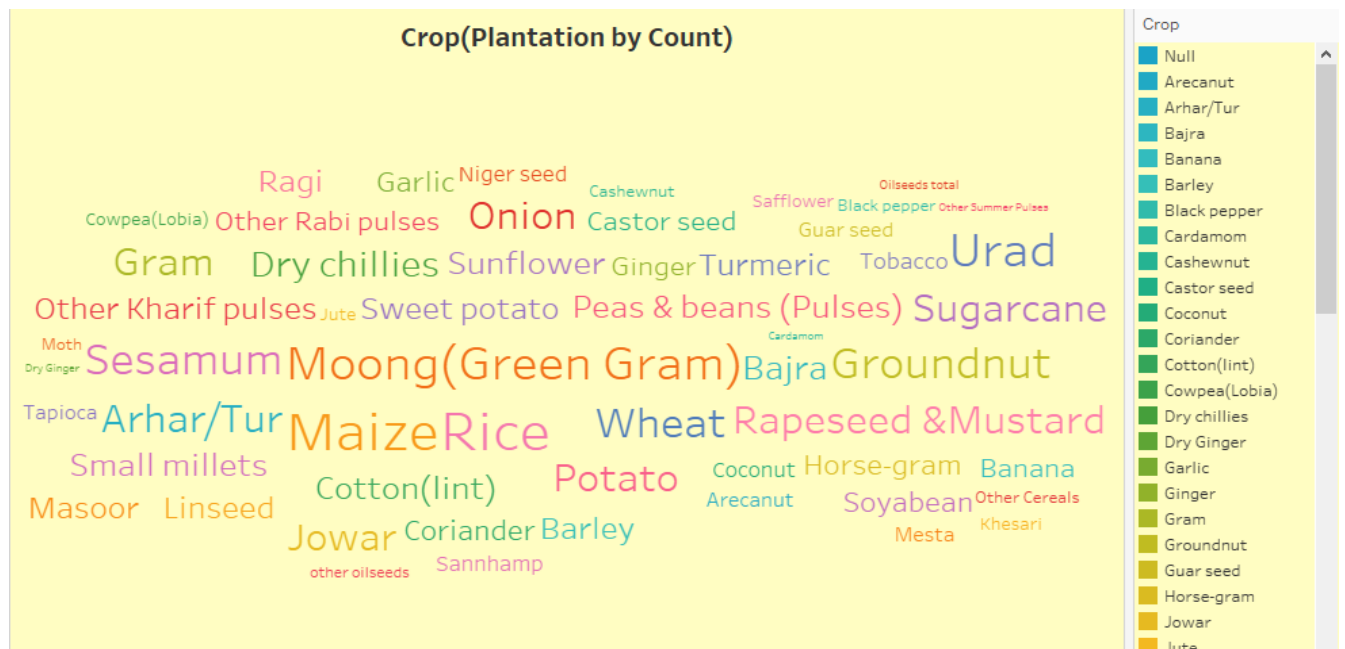 Crop(Plantation by Count)
Ragi Garlic Niger seed
Cashewnut
Oilseeds total
Safflower Black pepper Other Summer Pulses
Cowpea(Lobia) Other Rabi pulses Onion Castor seed
Guar seed
Gram Dry chillies Sunflower Ginger Turmeric Tobacco Urad
Other Kharif pulses Jute Sweet potato Peas & beans (Pulses) Sugarcane
Moth
Cardamom
Dry Ginger Sesamum Moong(Green Gram) Bajra Groundnut
Tapioca Arhar/Tur Maize Rice Wheat Rapeseed &Mustard
Small millets Cotton(lint) Potato Coconut Horse-gram Banana
Arecanut Soyabean Other Cereals
Masoor Linseed
Jowar Coriander Barley Mesta Khesari
other oilseeds Sannhamp
Crop
Null
Arecanut
Arhar/Tur
Bajra
Banana
Barley
Black pepper
Cardamom
Cashewnut
Castor seed
Coconut
Coriander
Cotton(lint)
Cowpea(Lobia)
Dry chillies
Dry Ginger
Garlic
Ginger
Gram
Groundnut
Guar seed
Horse-gram
Jowar
Jute